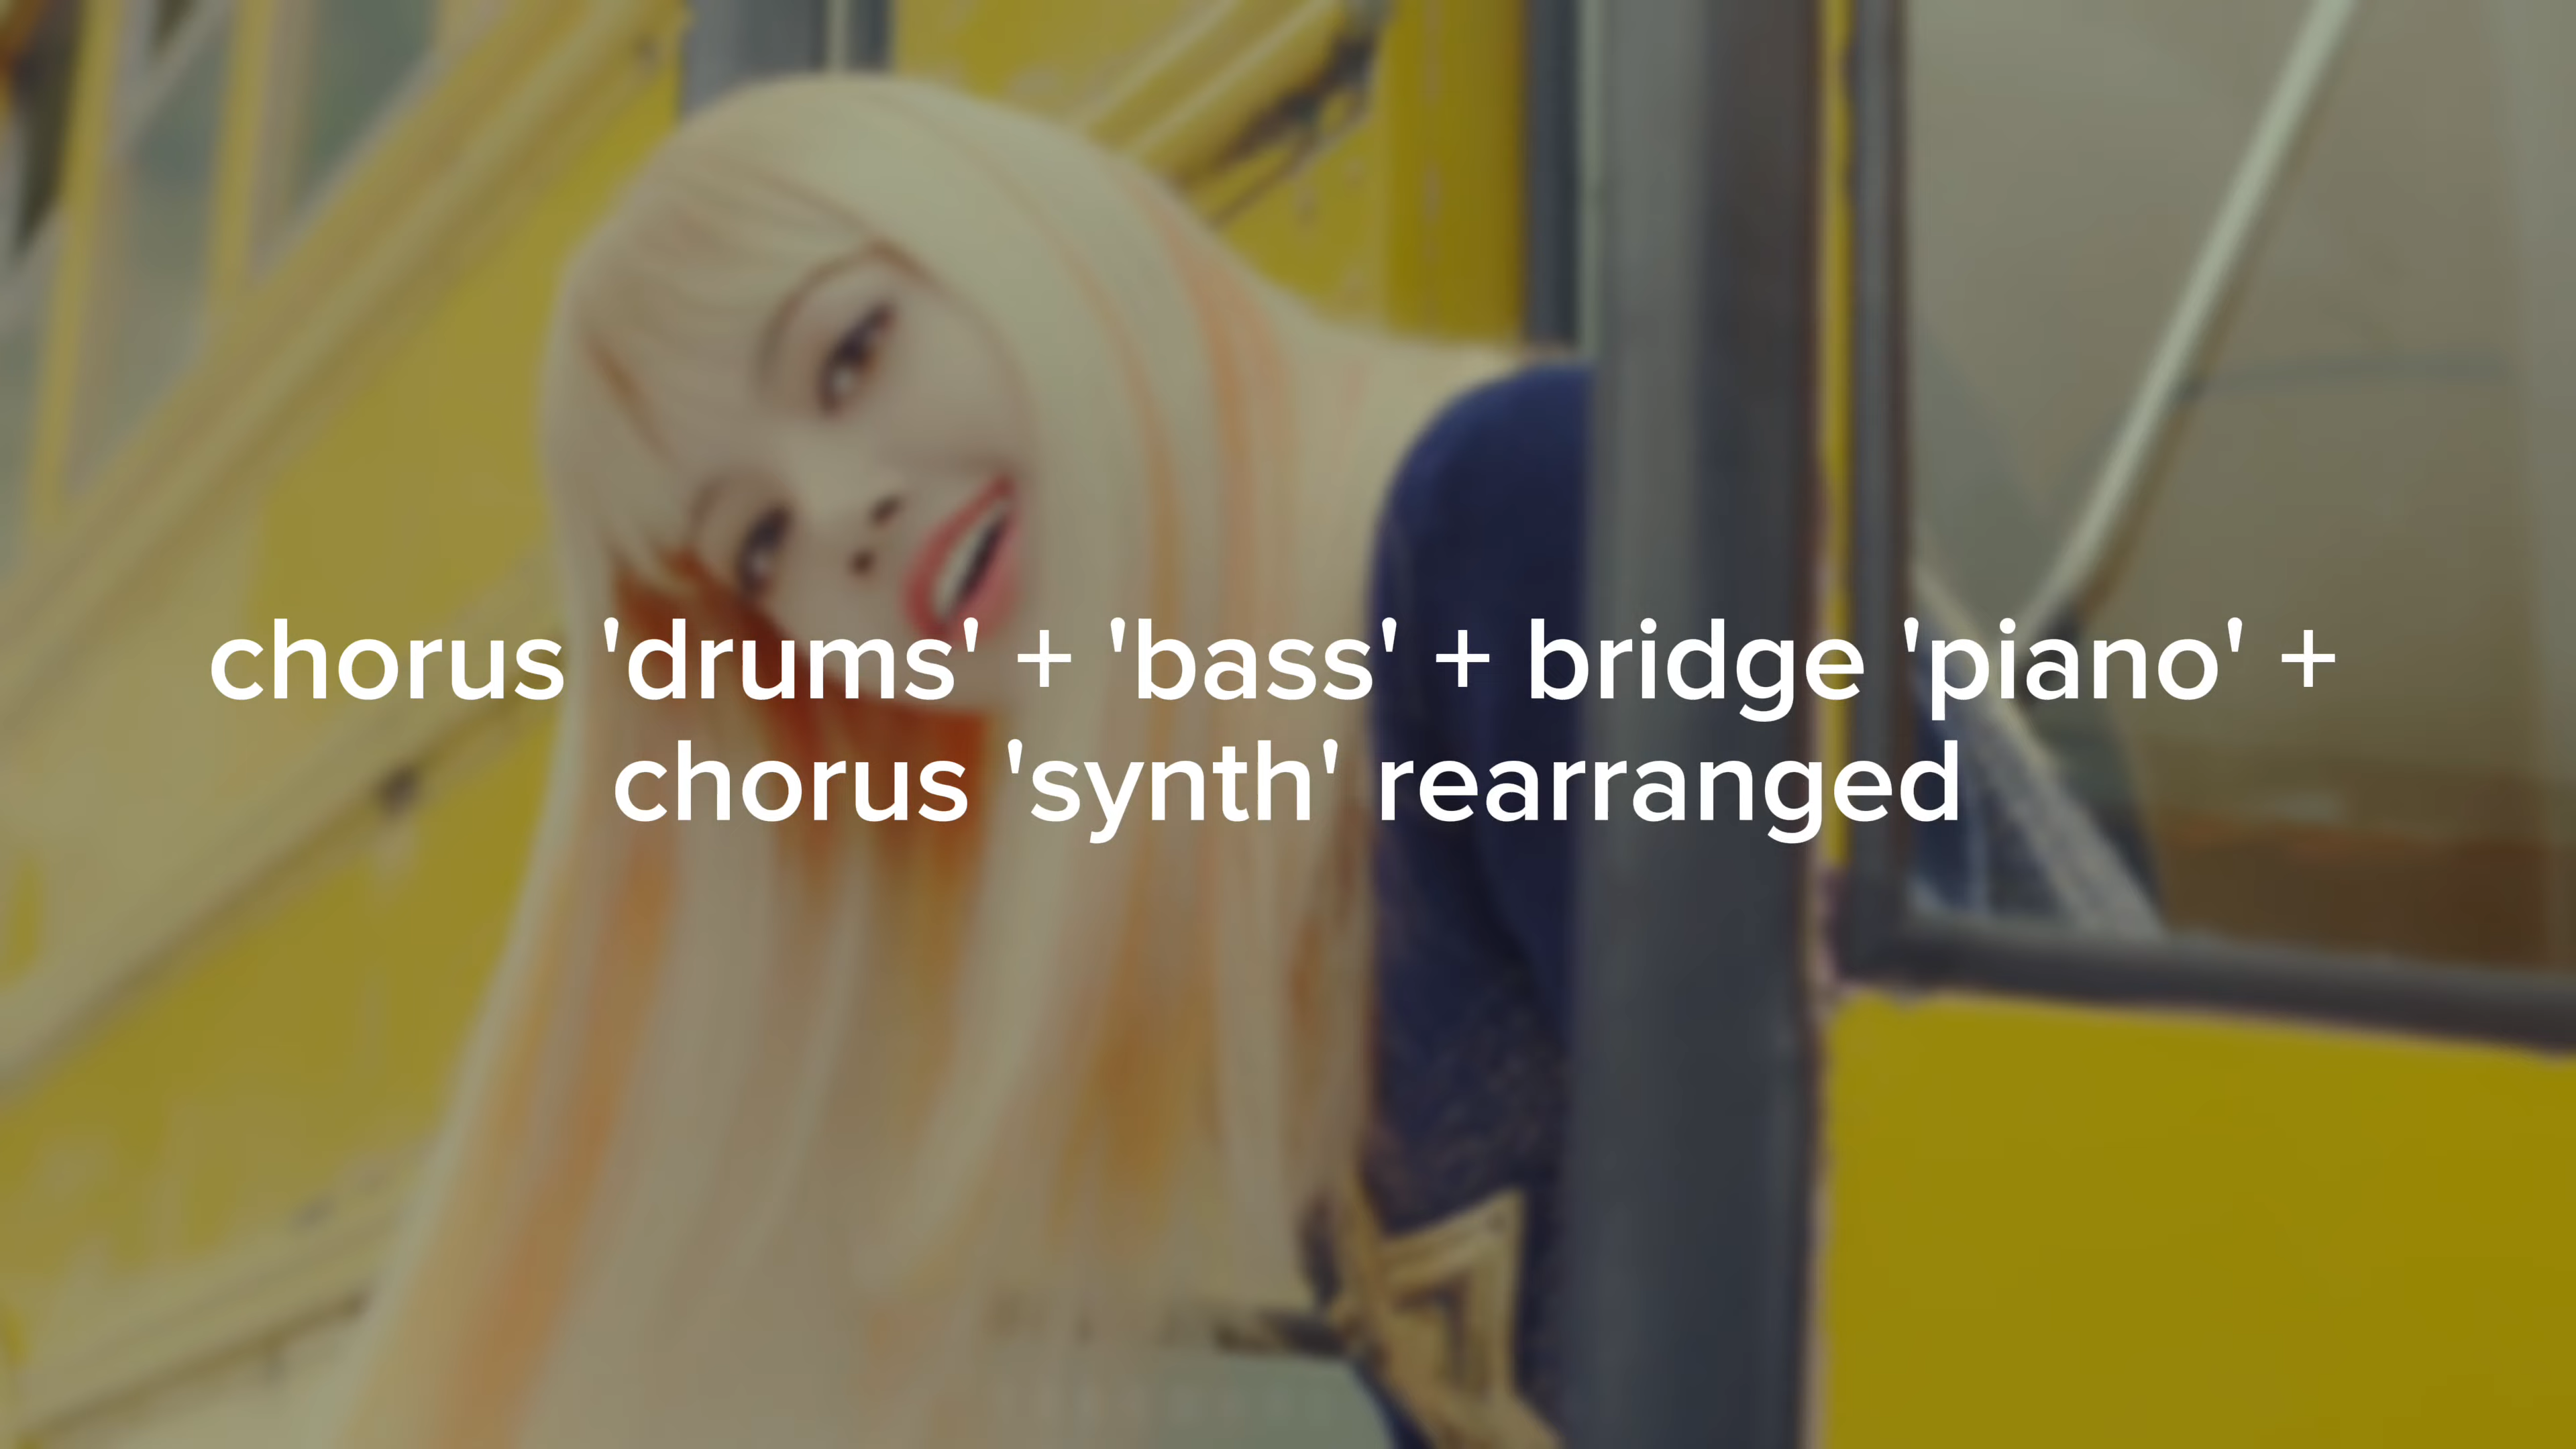 chorus 'drums' + 'bass' + bridge 'piano' +
chorus 'synth' rearranged